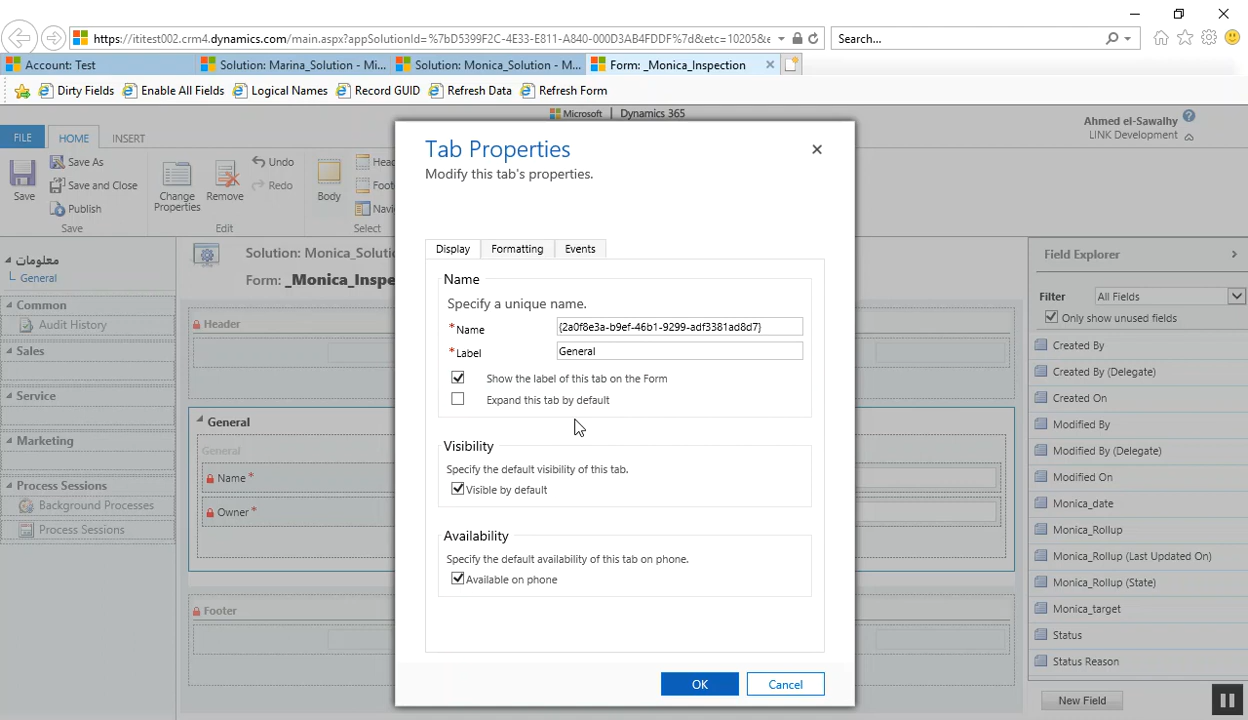 https://ititest002.crm4.dynamics.com/main.aspx?appSolutionId=%7bD5399F2C-4E33-E811-A840-000D3AB4FDDF%7d&etc=10205&e
Search...
Account: Test
Solution: Marina_Solution - Mi...
Solution: Monica_Solution - M...
Form: _Monica_Inspection
Dirty Fields
Enable All Fields
Logical Names
Record GUID
Refresh Data
Refresh Form
Microsoft | Dynamics 365
Ahmed el-Sawalhy
LINK Development
FILE
HOME
INSERT
Save
Save As
Save and Close
Publish
Save
Change Properties
Remove
Undo
Redo
Edit
Body
Head
Foot
Navi
Select
معلومات
General
Common
Audit History
Sales
Service
Marketing
Process Sessions
Background Processes
Process Sessions
Solution: Monica_Solutio
Form: _Monica_Inspec
Header
General
General
Name *
Owner *
Footer
Tab Properties
Modify this tab's properties.
Display
Formatting
Events
Name
Specify a unique name.
* Name
{2a0f8e3a-b9ef-46b1-9299-adf3381ad8d7}
* Label
General
Show the label of this tab on the Form
Expand this tab by default
Visibility
Specify the default visibility of this tab.
Visible by default
Availability
Specify the default availability of this tab on phone.
Available on phone
OK
Cancel
Field Explorer
Filter
All Fields
Only show unused fields
Created By
Created By (Delegate)
Created On
Modified By
Modified By (Delegate)
Modified On
Monica_date
Monica_Rollup
Monica_Rollup (Last Updated On)
Monica_Rollup (State)
Monica_target
Status
Status Reason
New Field